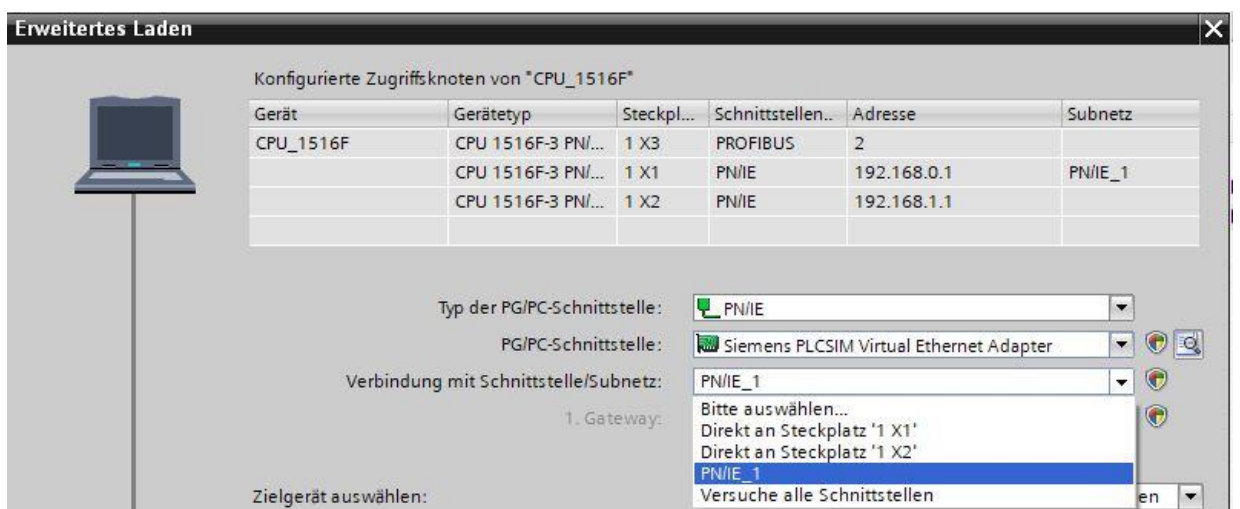 Erweitertes Laden
Konfigurierte Zugriffsknoten von "CPU_1516F"
Gerät Gerätetyp Steckpl... Schnittstellen.. Adresse Subnetz
CPU_1516F CPU 1516F-3 PN/... 1 X3 PROFIBUS 2
CPU 1516F-3 PN/... 1 X1 PN/IE 192.168.0.1 PN/IE_1
CPU 1516F-3 PN/... 1 X2 PN/IE 192.168.1.1
Typ der PG/PC-Schnittstelle: PN/IE
PG/PC-Schnittstelle: Siemens PLCSIM Virtual Ethernet Adapter
Verbindung mit Schnittstelle/Subnetz: PN/IE_1
1. Gateway:
Bitte auswählen...
Direkt an Steckplatz '1 X1'
Direkt an Steckplatz '1 X2'
PN/IE_1
Versuche alle Schnittstellen
Zielgerät auswählen: en